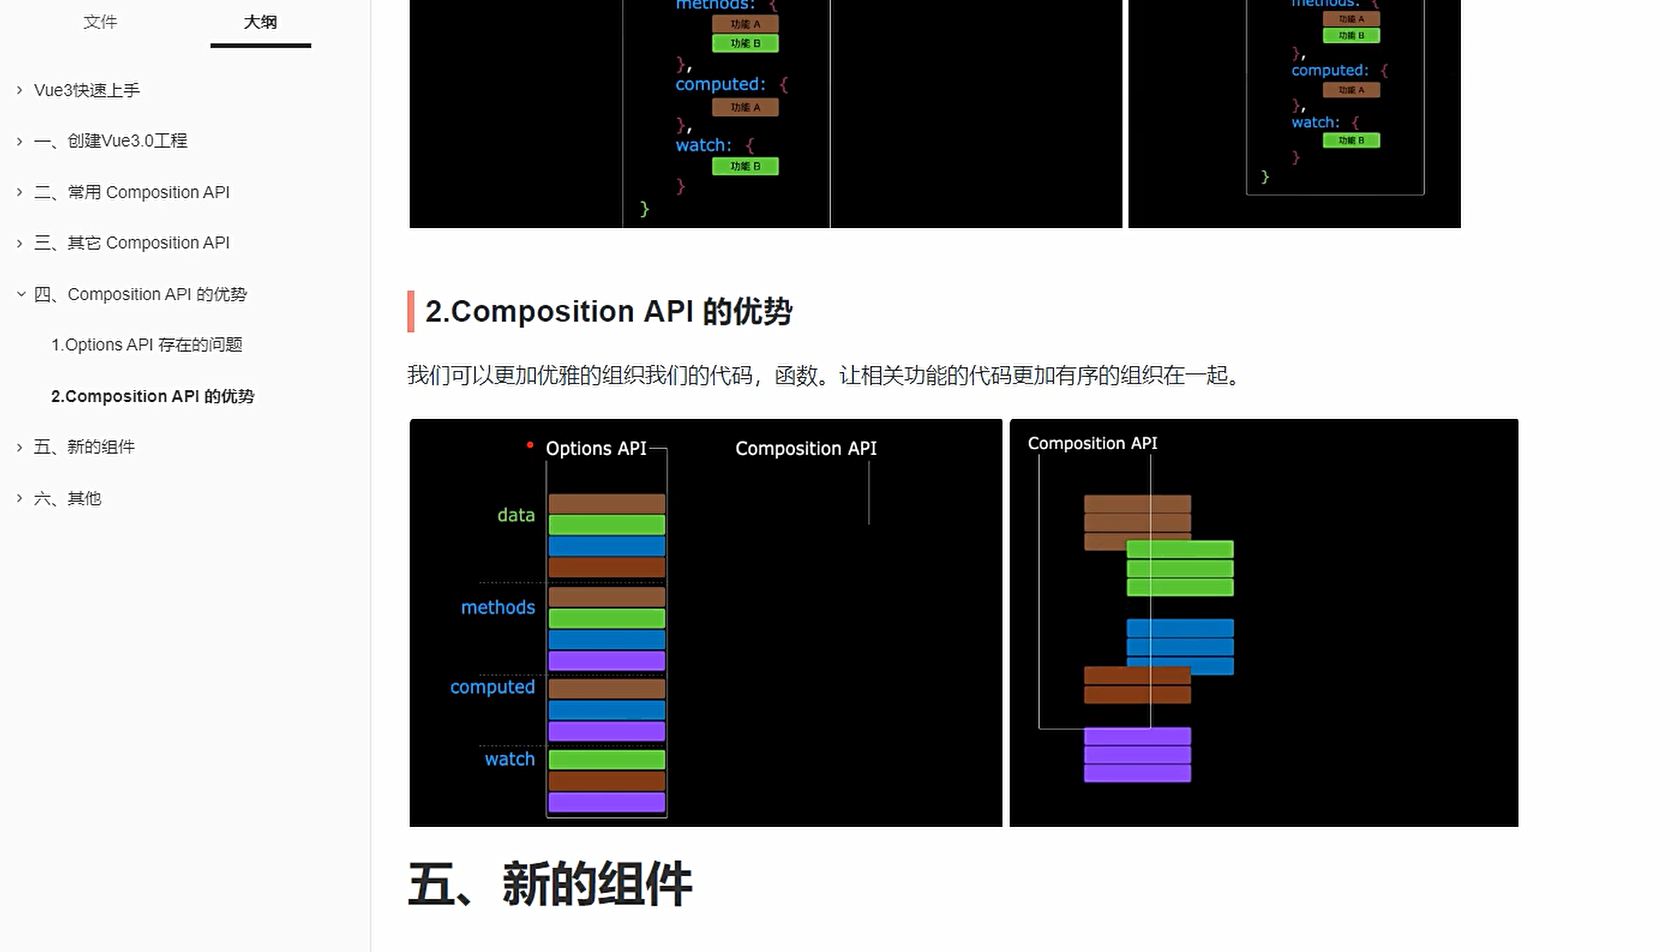 文件
大纲
Vue3快速上手
一、创建Vue3.0工程
二、常用 Composition API
三、其它 Composition API
四、Composition API 的优势
1.Options API 存在的问题
2.Composition API 的优势
五、新的组件
六、其他
methods: {
功能 A
功能 B
},
computed: {
功能 A
},
watch: {
功能 B
}
}
methods: {
功能 A
功能 B
},
computed: {
功能 A
},
watch: {
功能 B
}
}
2.Composition API 的优势
我们可以更加优雅的组织我们的代码，函数。让相关功能的代码更加有序的组织在一起。
Options API
Composition API
data
methods
computed
watch
Composition API
五、新的组件